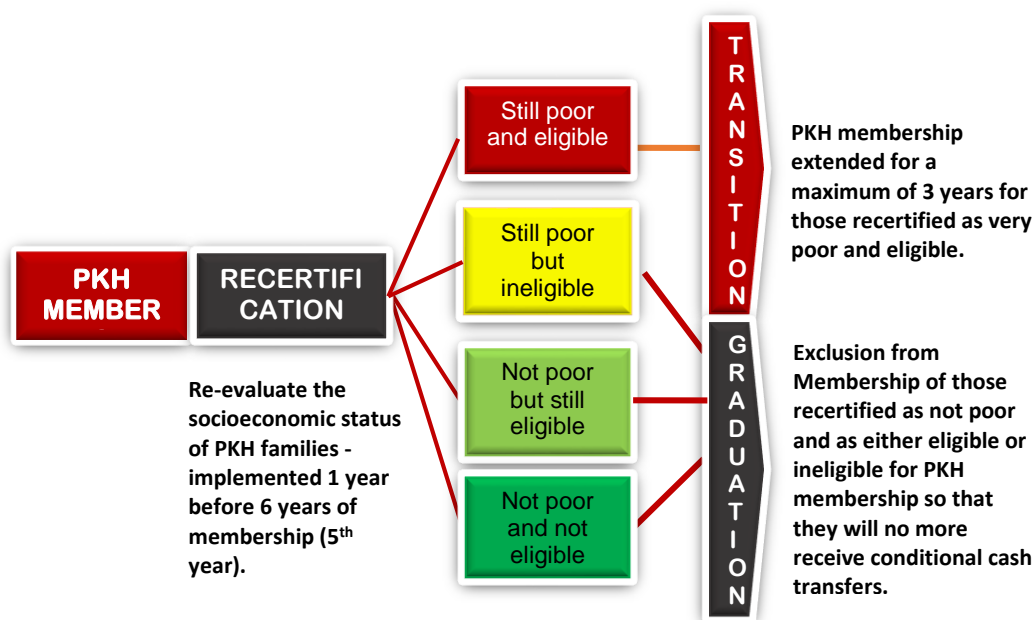 PKH
MEMBER
RECERTIFI
CATION
Re-evaluate the
socioeconomic status
of PKH families -
implemented 1 year
before 6 years of
membership (5th
year).
Still poor
and eligible
Still poor
but
ineligible
Not poor
but still
eligible
Not poor
and not
eligible
TRANSITION
GRADUATION
PKH membership
extended for a
maximum of 3 years for
those recertified as very
poor and eligible.
Exclusion from
Membership of those
recertified as not poor
and as either eligible or
ineligible for PKH
membership so that
they will no more
receive conditional cash
transfers.